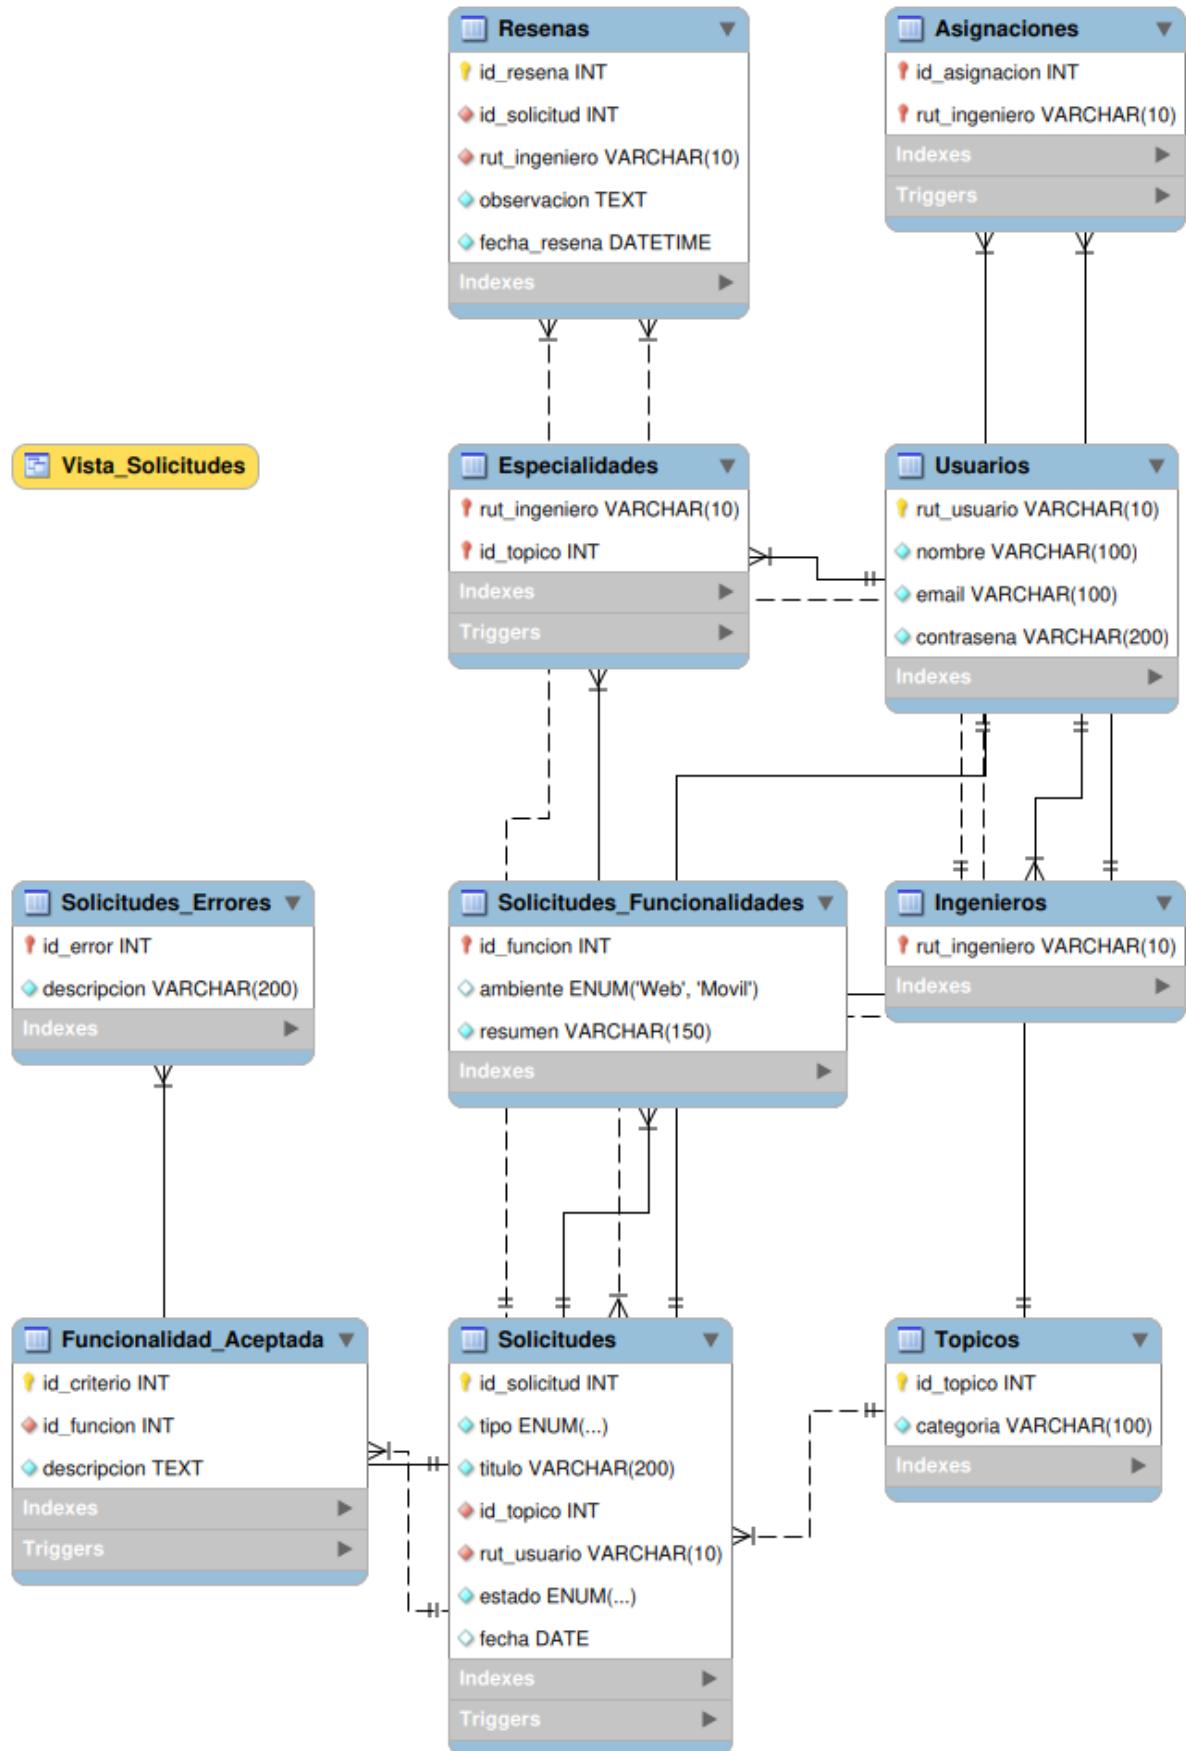 Resenas
id_resena INT
id_solicitud INT
rut_ingeniero VARCHAR(10)
observacion TEXT
fecha_resena DATETIME
Indexes
Asignaciones
id_asignacion INT
rut_ingeniero VARCHAR(10)
Indexes
Triggers
Vista_Solicitudes
Especialidades
rut_ingeniero VARCHAR(10)
id_topico INT
Indexes
Triggers
Usuarios
rut_usuario VARCHAR(10)
nombre VARCHAR(100)
email VARCHAR(100)
contrasena VARCHAR(200)
Indexes
Solicitudes_Errores
id_error INT
descripcion VARCHAR(200)
Indexes
Solicitudes_Funcionalidades
id_funcion INT
ambiente ENUM('Web', 'Movil')
resumen VARCHAR(150)
Indexes
Ingenieros
rut_ingeniero VARCHAR(10)
Indexes
Funcionalidad_Aceptada
id_criterio INT
id_funcion INT
descripcion TEXT
Indexes
Triggers
Solicitudes
id_solicitud INT
tipo ENUM(...)
titulo VARCHAR(200)
id_topico INT
rut_usuario VARCHAR(10)
estado ENUM(...)
fecha DATE
Indexes
Triggers
Topicos
id_topico INT
categoria VARCHAR(100)
Indexes